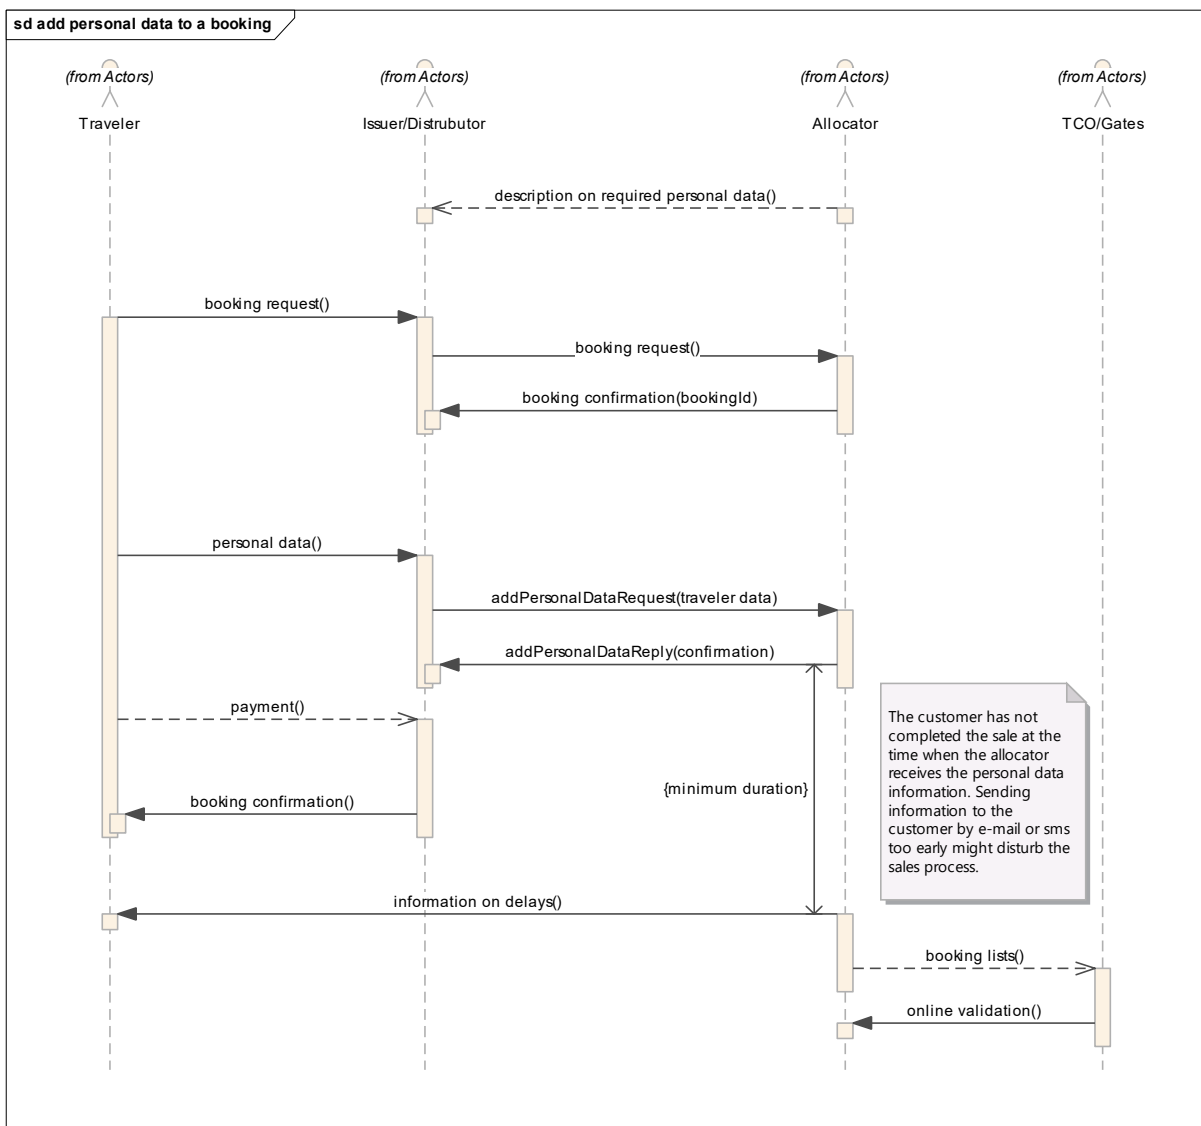 sd add personal data to a booking
(from Actors) (from Actors) (from Actors) (from Actors)
Traveler Issuer/Distrubutor Allocator TCO/Gates
description on required personal data()
booking request()
booking request()
booking confirmation(bookingId)
personal data()
addPersonalDataRequest(traveler data)
addPersonalDataReply(confirmation)
payment()
The customer has not
completed the sale at the
time when the allocator
receives the personal data
information. Sending
information to the
customer by e-mail or sms
too early might disturb the
sales process.
{minimum duration}
booking confirmation()
information on delays()
booking lists()
online validation()